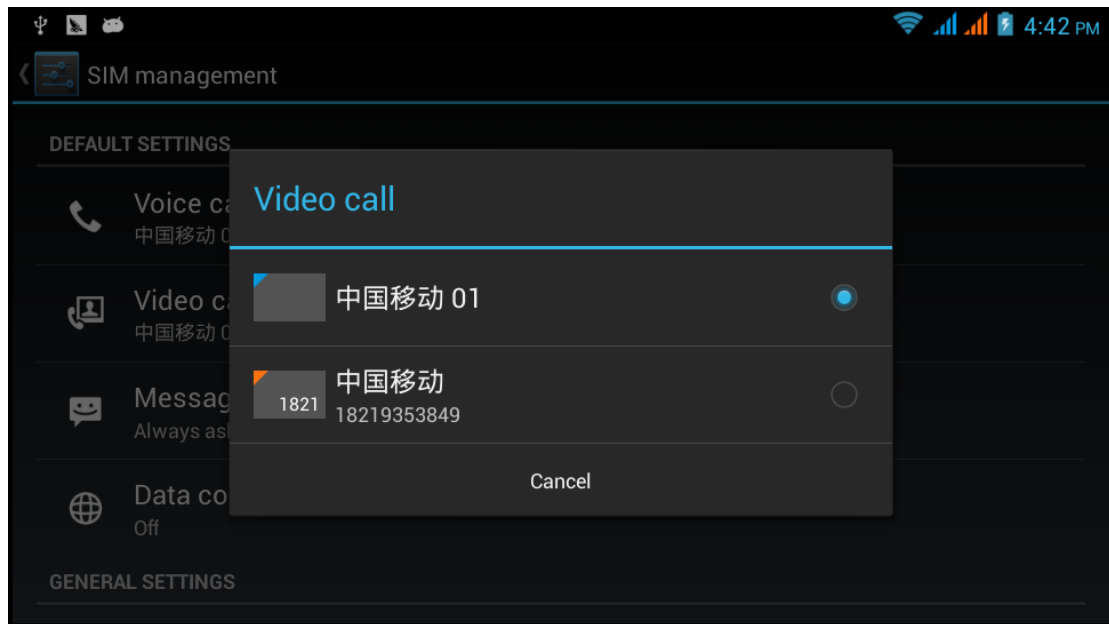 4:42 PM
SIM management
DEFAULT SETTINGS
Video call
Voice ca
中国移动 0
中国移动 01
Video ca
中国移动 0
中国移动
1821
18219353849
Messag
Always as
Cancel
Data co
Off
GENERAL SETTINGS